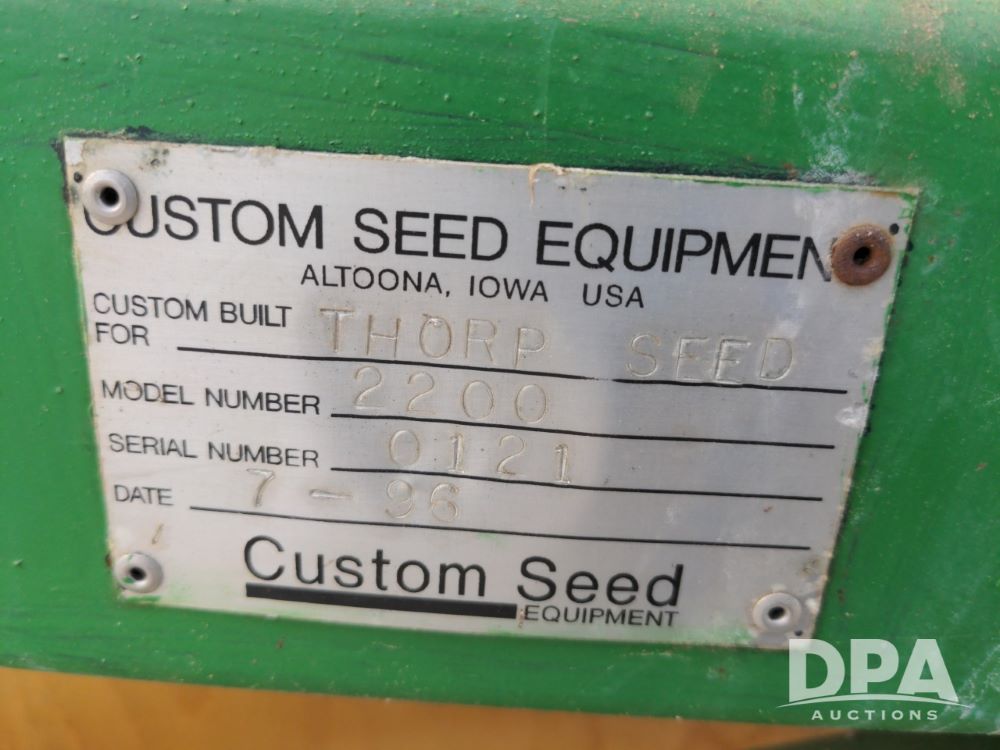 CUSTOM SEED EQUIPMEN
ALTOONA, IOWA USA
CUSTOM BUILT
FOR THORP SEED
MODEL NUMBER 2200
SERIAL NUMBER 0121
DATE 7-96
Custom Seed
EQUIPMENT
DPA
AUCTIONS